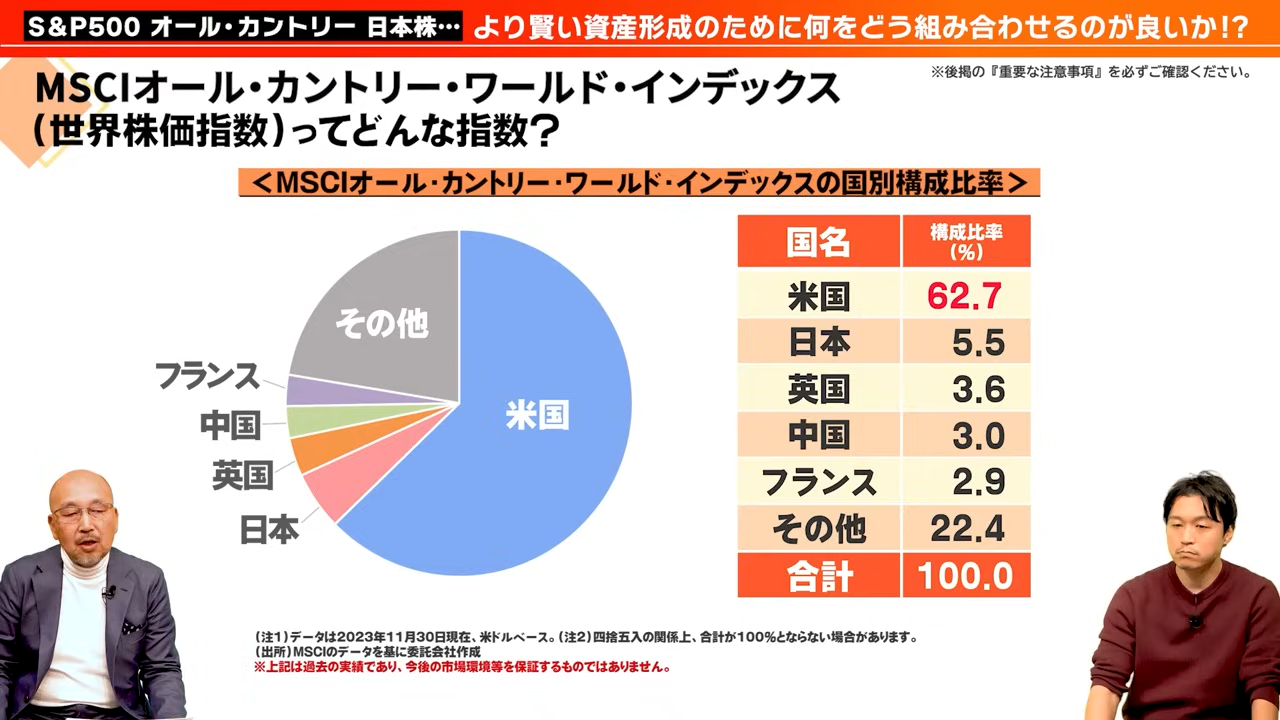 S&P500 オール・カントリー 日本株… より賢い資産形成のために何をどう組み合わせるのが良いか!?
※後掲の『重要な注意事項』を必ずご確認ください。
MSCIオール・カントリー・ワールド・インデックス
(世界株価指数)ってどんな指数?
<MSCIオール・カントリー・ワールド・インデックスの国別構成比率>
その他
フランス
中国
英国
日本
米国
国名 構成比率
(%)
米国 62.7
日本 5.5
英国 3.6
中国 3.0
フランス 2.9
その他 22.4
合計 100.0
(注1)データは2023年11月30日現在、米ドルベース。(注2)四捨五入の関係上、合計が100%とならない場合があります。
(出所)MSCIのデータを基に委託会社作成
※上記は過去の実績であり、今後の市場環境等を保証するものではありません。